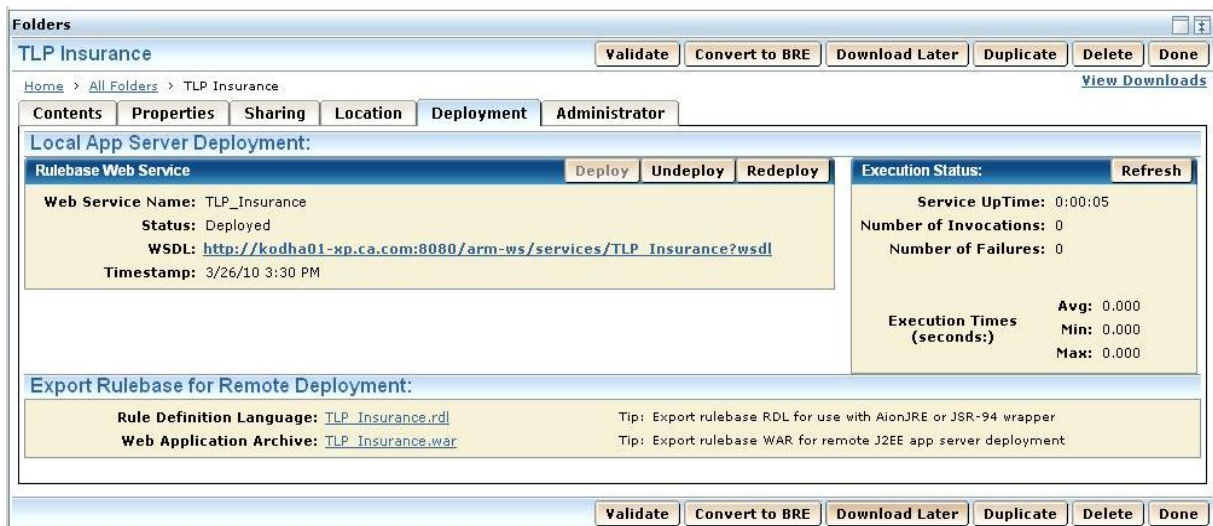 Folders
TLP Insurance Validate Convert to BRE Download Later Duplicate Delete Done
Home > All Folders > TLP Insurance View Downloads
Contents Properties Sharing Location Deployment Administrator
Local App Server Deployment:
Rulebase Web Service Deploy Undeploy Redeploy
Web Service Name: TLP_Insurance
Status: Deployed
WSDL: http://kodha01-xp.ca.com:8080/arm-ws/services/TLP_Insurance?wsdl
Timestamp: 3/26/10 3:30 PM
Execution Status: Refresh
Service UpTime: 0:00:05
Number of Invocations: 0
Number of Failures: 0
Execution Times
(seconds:)
Avg: 0.000
Min: 0.000
Max: 0.000
Export Rulebase for Remote Deployment:
Rule Definition Language: TLP_Insurance.rdl Tip: Export rulebase RDL for use with AionJRE or JSR-94 wrapper
Web Application Archive: TLP_Insurance.war Tip: Export rulebase WAR for remote J2EE app server deployment
Validate Convert to BRE Download Later Duplicate Delete Done